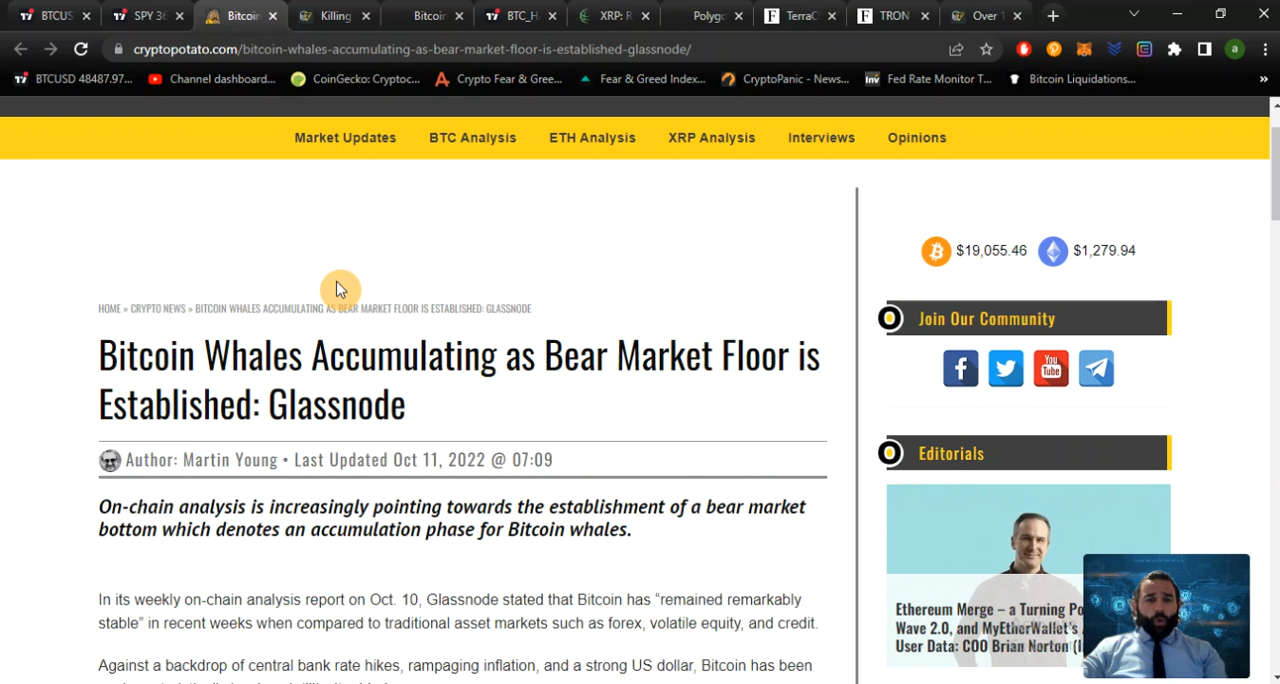 BTCUS
SPY 36
Bitcoin
Killing
Bitcoin
BTC_H
XRP: R
Polygo
TerraC
TRON
Over 1
cryptopotato.com/bitcoin-whales-accumulating-as-bear-market-floor-is-established-glassnode/
a
BTCUSD 48487.97...
Channel dashboard...
CoinGecko: Cryptoc...
Crypto Fear & Gree...
Fear & Greed Index...
CryptoPanic - News...
Fed Rate Monitor T...
Bitcoin Liquidations...
Market Updates
BTC Analysis
ETH Analysis
XRP Analysis
Interviews
Opinions
$19,055.46
$1,279.94
HOME » CRYPTO NEWS » BITCOIN WHALES ACCUMULATING AS BEAR MARKET FLOOR IS ESTABLISHED: GLASSNODE
Bitcoin Whales Accumulating as Bear Market Floor is
Established: Glassnode
Author: Martin Young • Last Updated Oct 11, 2022 @ 07:09
On-chain analysis is increasingly pointing towards the establishment of a bear market
bottom which denotes an accumulation phase for Bitcoin whales.
In its weekly on-chain analysis report on Oct. 10, Glassnode stated that Bitcoin has “remained remarkably
stable” in recent weeks when compared to traditional asset markets such as forex, volatile equity, and credit.
Against a backdrop of central bank rate hikes, rampaging inflation, and a strong US dollar, Bitcoin has been
Join Our Community
You
Tube
Editorials
Ethereum Merge – a Turning Po
Wave 2.0, and MyEtherWallet's
User Data: COO Brian Norton (I